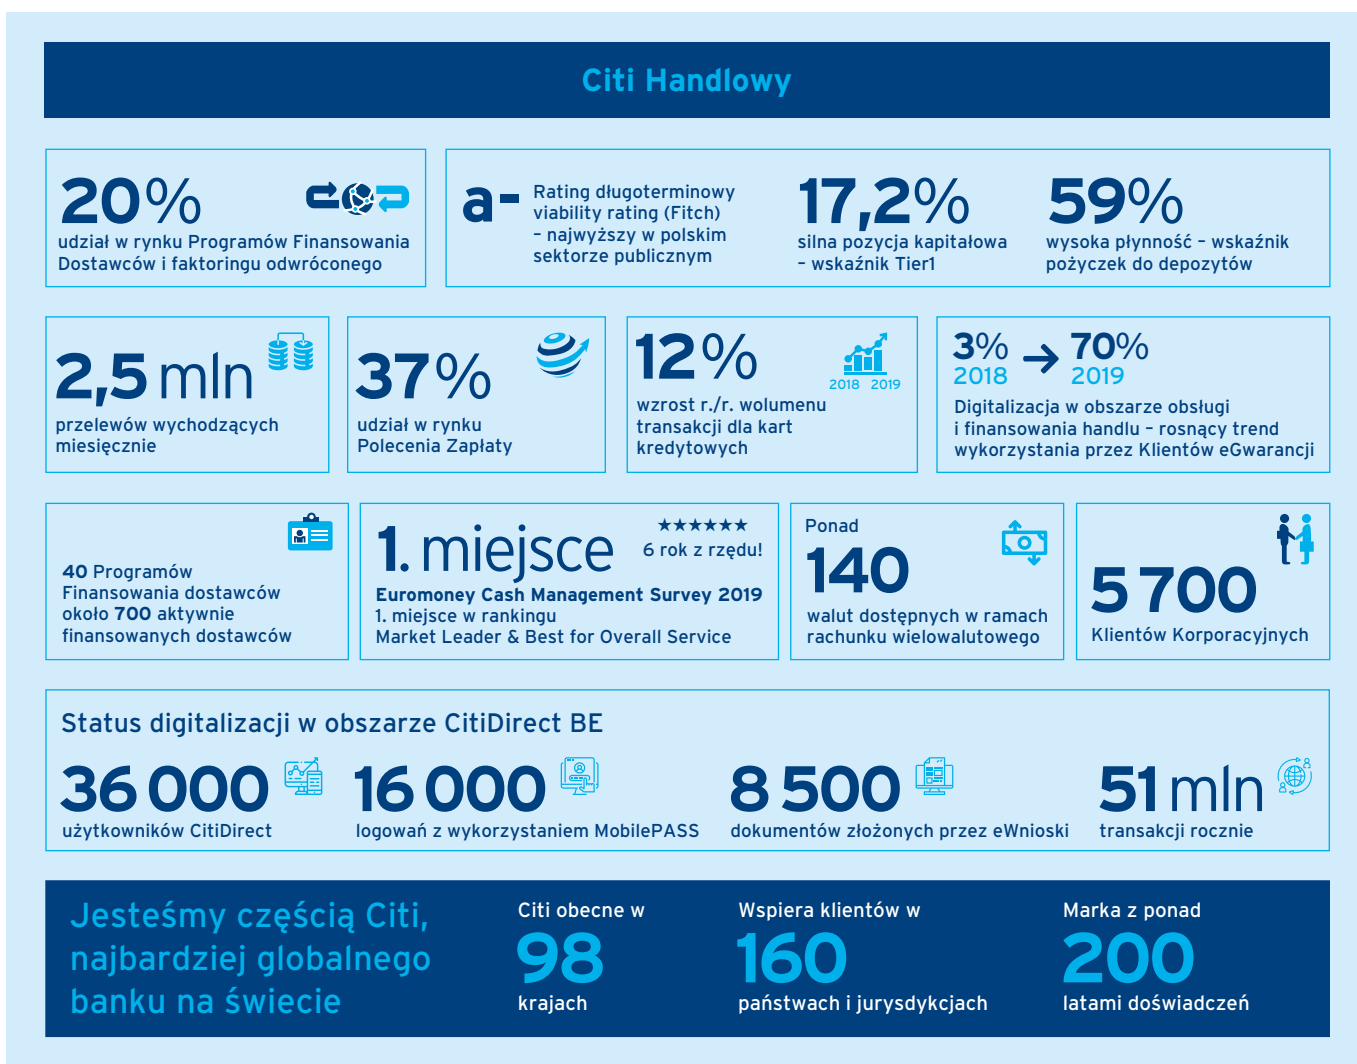 Citi Handlowy
20%
udział w rynku Programów Finansowania
Dostawców i faktoringu odwróconego
a-
Rating długoterminowy
viability rating (Fitch)
– najwyższy w polskim
sektorze publicznym
17,2%
silna pozycja kapitałowa
– wskaźnik Tier1
59%
wysoka płynność – wskaźnik
pożyczek do depozytów
2,5 mln
przelewów wychodzących
miesięcznie
37%
udział w rynku
Polecenia Zapłaty
12%
2018 2019
wzrost r./r. wolumenu
transakcji dla kart
kredytowych
3% → 70%
2018 2019
Digitalizacja w obszarze obsługi
i finansowania handlu – rosnący trend
wykorzystania przez Klientów eGwarancji
40 Programów
Finansowania dostawców
około 700 aktywnie
finansowanych dostawców
1. miejsce
★★★★★★
6 rok z rzędu!
Euromoney Cash Management Survey 2019
1. miejsce w rankingu
Market Leader & Best for Overall Service
Ponad
140
walut dostępnych w ramach
rachunku wielowalutowego
5 700
Klientów Korporacyjnych
Status digitalizacji w obszarze CitiDirect BE
36 000
użytkowników CitiDirect
16 000
logowań z wykorzystaniem MobilePASS
8 500
dokumentów złożonych przez eWnioski
51 mln
transakcji rocznie
Jesteśmy częścią Citi,
najbardziej globalnego
banku na świecie
Citi obecne w
98
krajach
Wspiera klientów w
160
państwach i jurysdykcjach
Marka z ponad
200
latami doświadczeń